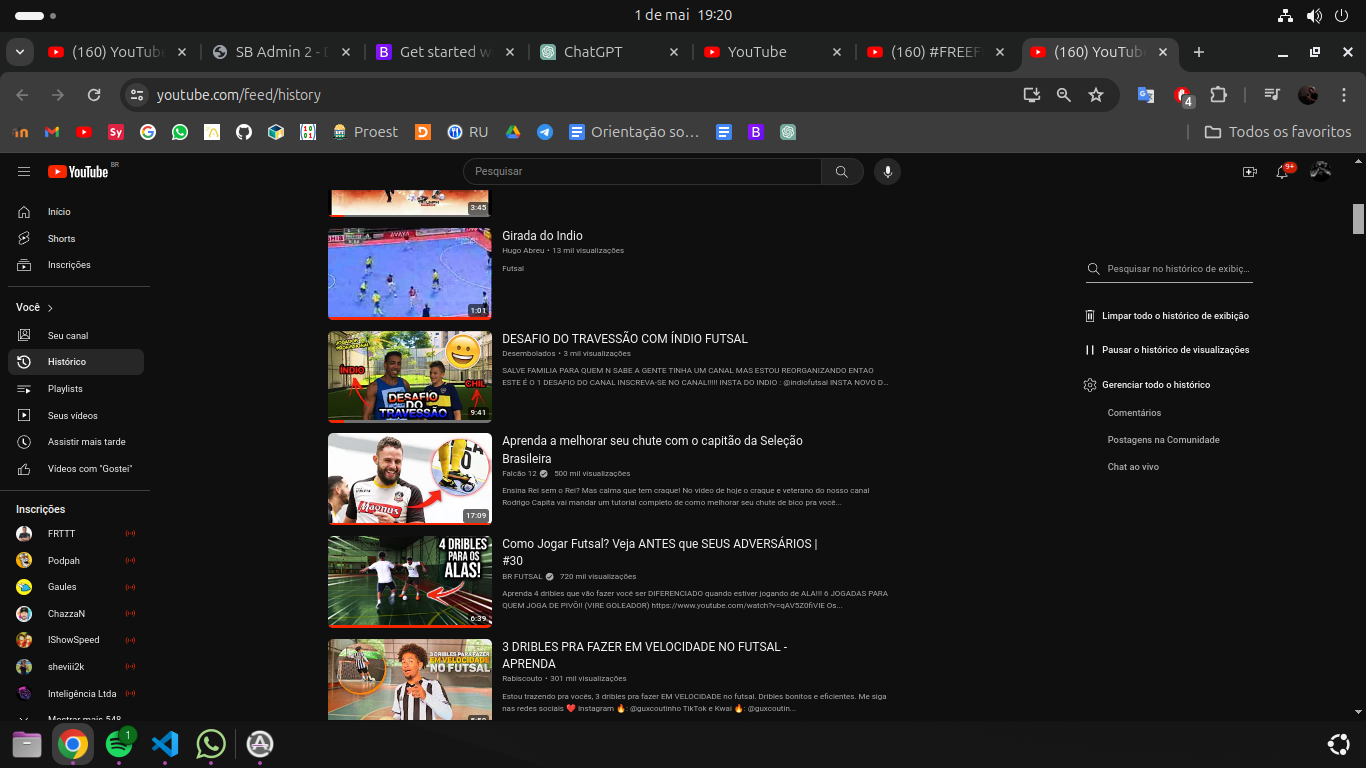 1 de mai 19:20
(160) YouTub
SB Admin 2 - D
Get started w
ChatGPT
YouTube
(160) #FREEF
(160) YouTub
youtube.com/feed/history
4
Proest
RU
Orientação so...
Todos os favoritos
YouTube BR
Pesquisar
9+
Início
Shorts
Inscrições
Você
Seu canal
Histórico
Playlists
Seus vídeos
Assistir mais tarde
Vídeos com "Gostei"
Inscrições
FRTTT
Podpah
Gaules
ChazzaN
IShowSpeed
sheviii2k
Inteligência Ltda
Mostrar mais 548
3:45
Girada do Indio
Hugo Abreu • 13 mil visualizações
Futsal
1:01
DESAFIO DO TRAVESSÃO COM ÍNDIO FUTSAL
Desembolados • 3 mil visualizações
SALVE FAMILIA PARA QUEM N SABE A GENTE TINHA UM CANAL MAS ESTOU REORGANIZANDO ENTAO
ESTE É O 1 DESAFIO DO CANAL INSCREVA-SE NO CANAL!!!!! INSTA DO INDIO : @indiofutsal INSTA NOVO D...
INDIO
CHIL
DESAFIO
DO
TRAVESSÃO
9:41
Aprenda a melhorar seu chute com o capitão da Seleção
Brasileira
Falcão 12 500 mil visualizações
Ensina Rei sem o Rei? Mas calma que tem craque! No vídeo de hoje o craque e veterano do nosso canal
Rodrigo Capita vai mandar um tutorial completo de como melhorar seu chute de bico pra você...
Magnus
17:09
Como Jogar Futsal? Veja ANTES que SEUS ADVERSÁRIOS |
#30
BR FUTSAL 720 mil visualizações
Aprenda 4 dribles que vão fazer você ser DIFERENCIADO quando estiver jogando de ALA!!! 6 JOGADAS PARA
QUEM JOGA DE PIVÔ!! (VIRE GOLEADOR) https://www.youtube.com/watch?v=qAV5Z0fiVIE Os...
4 DRIBLES
PARA OS
ALAS!
6:39
3 DRIBLES PRA FAZER EM VELOCIDADE NO FUTSAL -
APRENDA
Rabiscouto • 301 mil visualizações
Estou trazendo pra vocês, 3 dribles pra fazer EM VELOCIDADE no futsal. Dribles bonitos e eficientes. Me siga
nas redes sociais ❤️ Instagram 🔥: @guxcoutinho TikTok e Kwai 🔥: @guxcoutin...
3 DRIBLES PARA FAZER
EM VELOCIDADE
NO FUTSAL
Pesquisar no histórico de exibiç...
Limpar todo o histórico de exibição
Pausar o histórico de visualizações
Gerenciar todo o histórico
Comentários
Postagens na Comunidade
Chat ao vivo
1